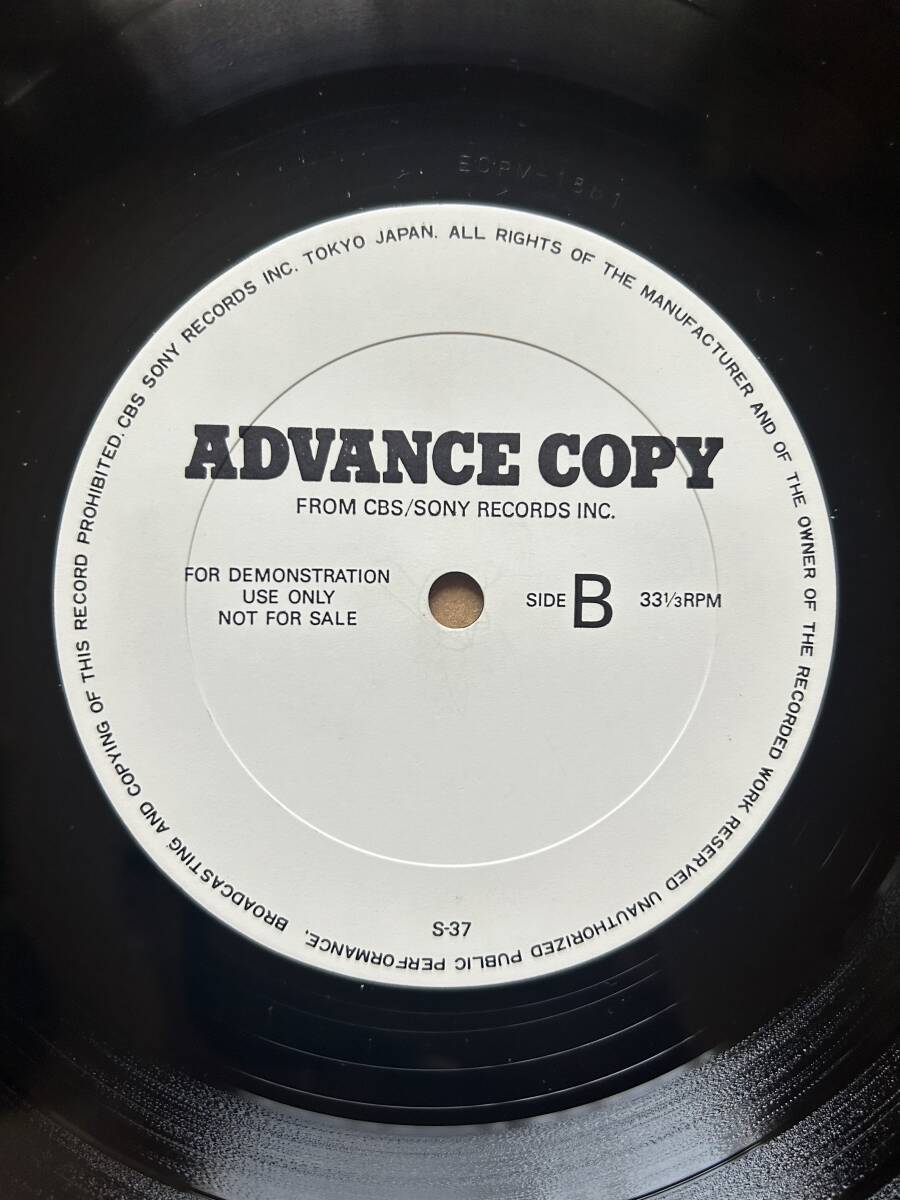 CBS SONY RECORDS INC. TOKYO JAPAN. ALL RIGHTS OF THE MANUFACTURER AND OF THE OWNER OF THE RECORDED WORK RESERVED UNAUTHORIZED PUBLIC PERFORMANCE, BROADCASTING AND COPYING OF THIS RECORD PROHIBITED.
ADVANCE COPY
FROM CBS/SONY RECORDS INC.
FOR DEMONSTRATION
USE ONLY
NOT FOR SALE
SIDE B 33⅓RPM
S-37